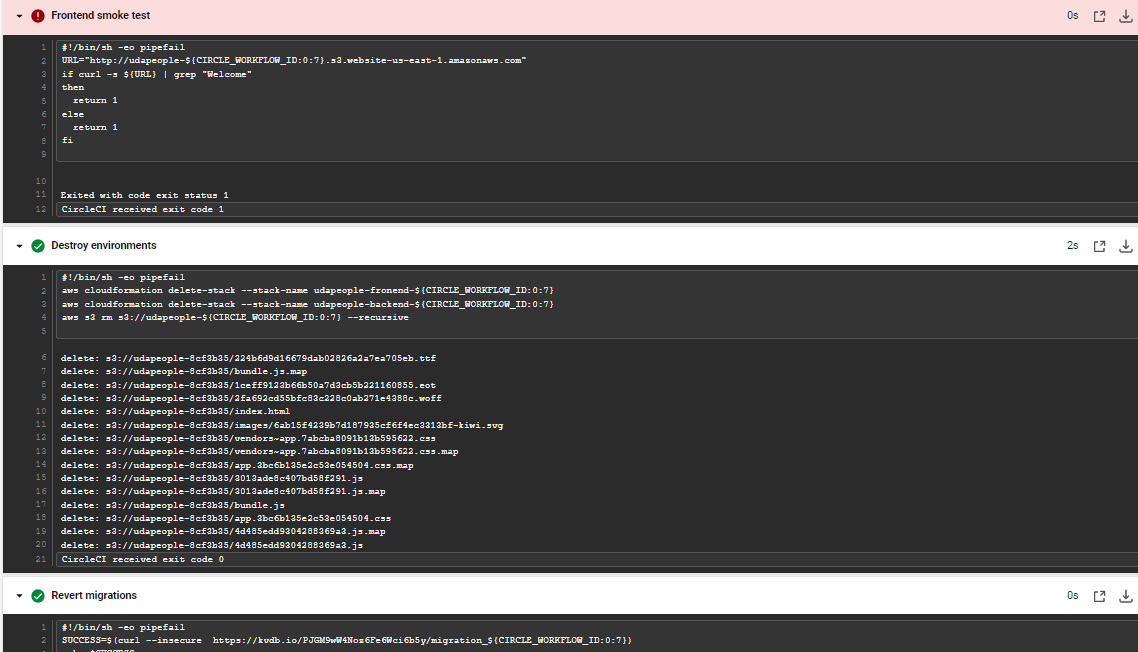 Frontend smoke test
0s
1 #!/bin/sh -eo pipefail
2 URL="http://udapeople-${CIRCLE_WORKFLOW_ID:0:7}.s3.website-us-east-1.amazonaws.com"
3 if curl -s ${URL} | grep "Welcome"
4 then
5 return 1
6 else
7 return 1
8 fi
9
10
11 Exited with code exit status 1
12 CircleCI received exit code 1
Destroy environments
2s
1 #!/bin/sh -eo pipefail
2 aws cloudformation delete-stack --stack-name udapeople-fronend-${CIRCLE_WORKFLOW_ID:0:7}
3 aws cloudformation delete-stack --stack-name udapeople-backend-${CIRCLE_WORKFLOW_ID:0:7}
4 aws s3 rm s3://udapeople-${CIRCLE_WORKFLOW_ID:0:7} --recursive
5
6 delete: s3://udapeople-8cf3b35/224b6d9d16679dab02826a2a7ea705eb.ttf
7 delete: s3://udapeople-8cf3b35/bundle.js.map
8 delete: s3://udapeople-8cf3b35/1ceff9123b66b50a7d3cb5b221160855.eot
9 delete: s3://udapeople-8cf3b35/2fa692cd55bfc83c228c0ab271e4388c.woff
10 delete: s3://udapeople-8cf3b35/index.html
11 delete: s3://udapeople-8cf3b35/images/6ab15f4239b7d187935cf6f4ec3313bf-kiwi.svg
12 delete: s3://udapeople-8cf3b35/vendors~app.7abcba8091b13b595622.css
13 delete: s3://udapeople-8cf3b35/vendors~app.7abcba8091b13b595622.css.map
14 delete: s3://udapeople-8cf3b35/app.3bc6b135e2c53e054504.css.map
15 delete: s3://udapeople-8cf3b35/3013ade8c407bd58f291.js
16 delete: s3://udapeople-8cf3b35/3013ade8c407bd58f291.js.map
17 delete: s3://udapeople-8cf3b35/bundle.js
18 delete: s3://udapeople-8cf3b35/app.3bc6b135e2c53e054504.css
19 delete: s3://udapeople-8cf3b35/4d485edd9304288369a3.js.map
20 delete: s3://udapeople-8cf3b35/4d485edd9304288369a3.js
21 CircleCI received exit code 0
Revert migrations
0s
1 #!/bin/sh -eo pipefail
2 SUCCESS=$(curl --insecure https://kvdb.io/PJGM9wW4Noz6Fe6Wci6b5y/migration_${CIRCLE_WORKFLOW_ID:0:7})